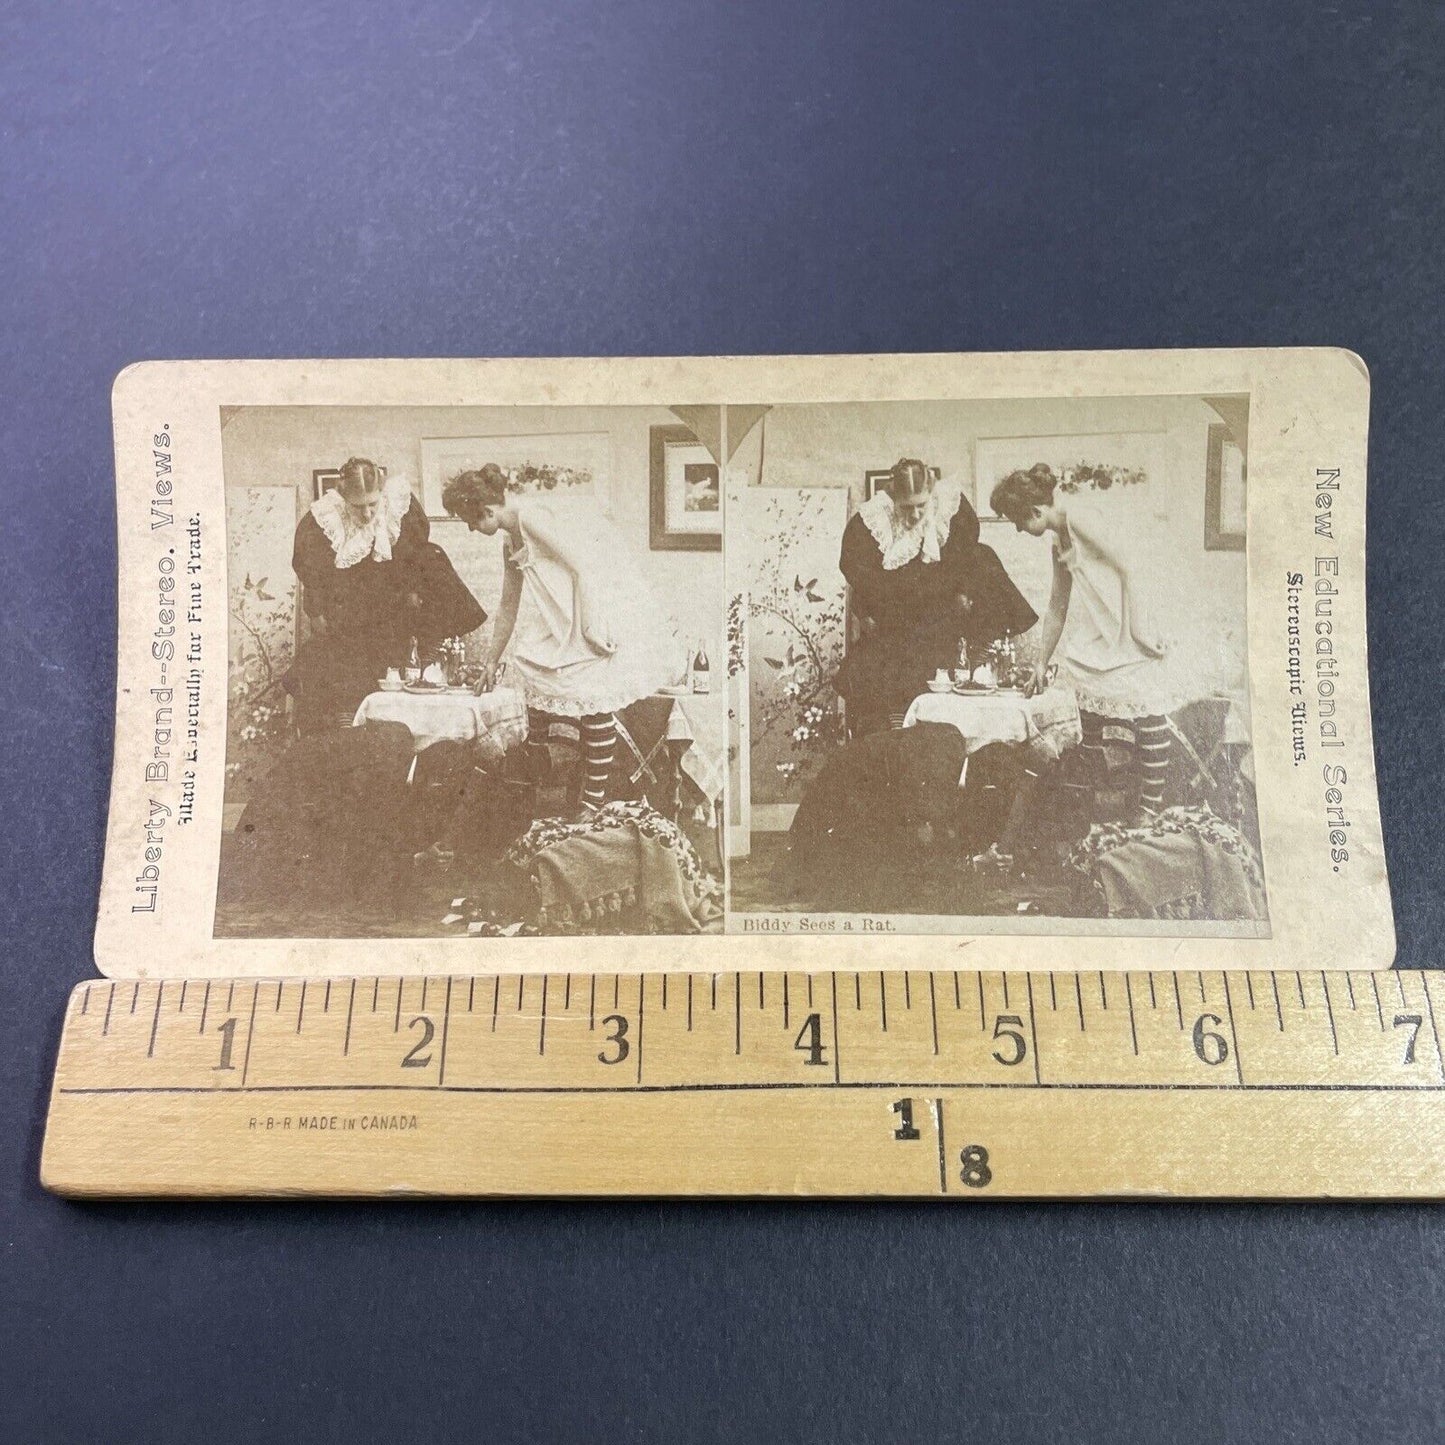 Liberty Brand--Stereo. Views.
Made Especially for Fine Trade.
New Educational Series.
Stereoscopic Views.
Biddy Sees a Rat.
1 2 3 4 5 6 7
R-B-R MADE IN CANADA
1
8